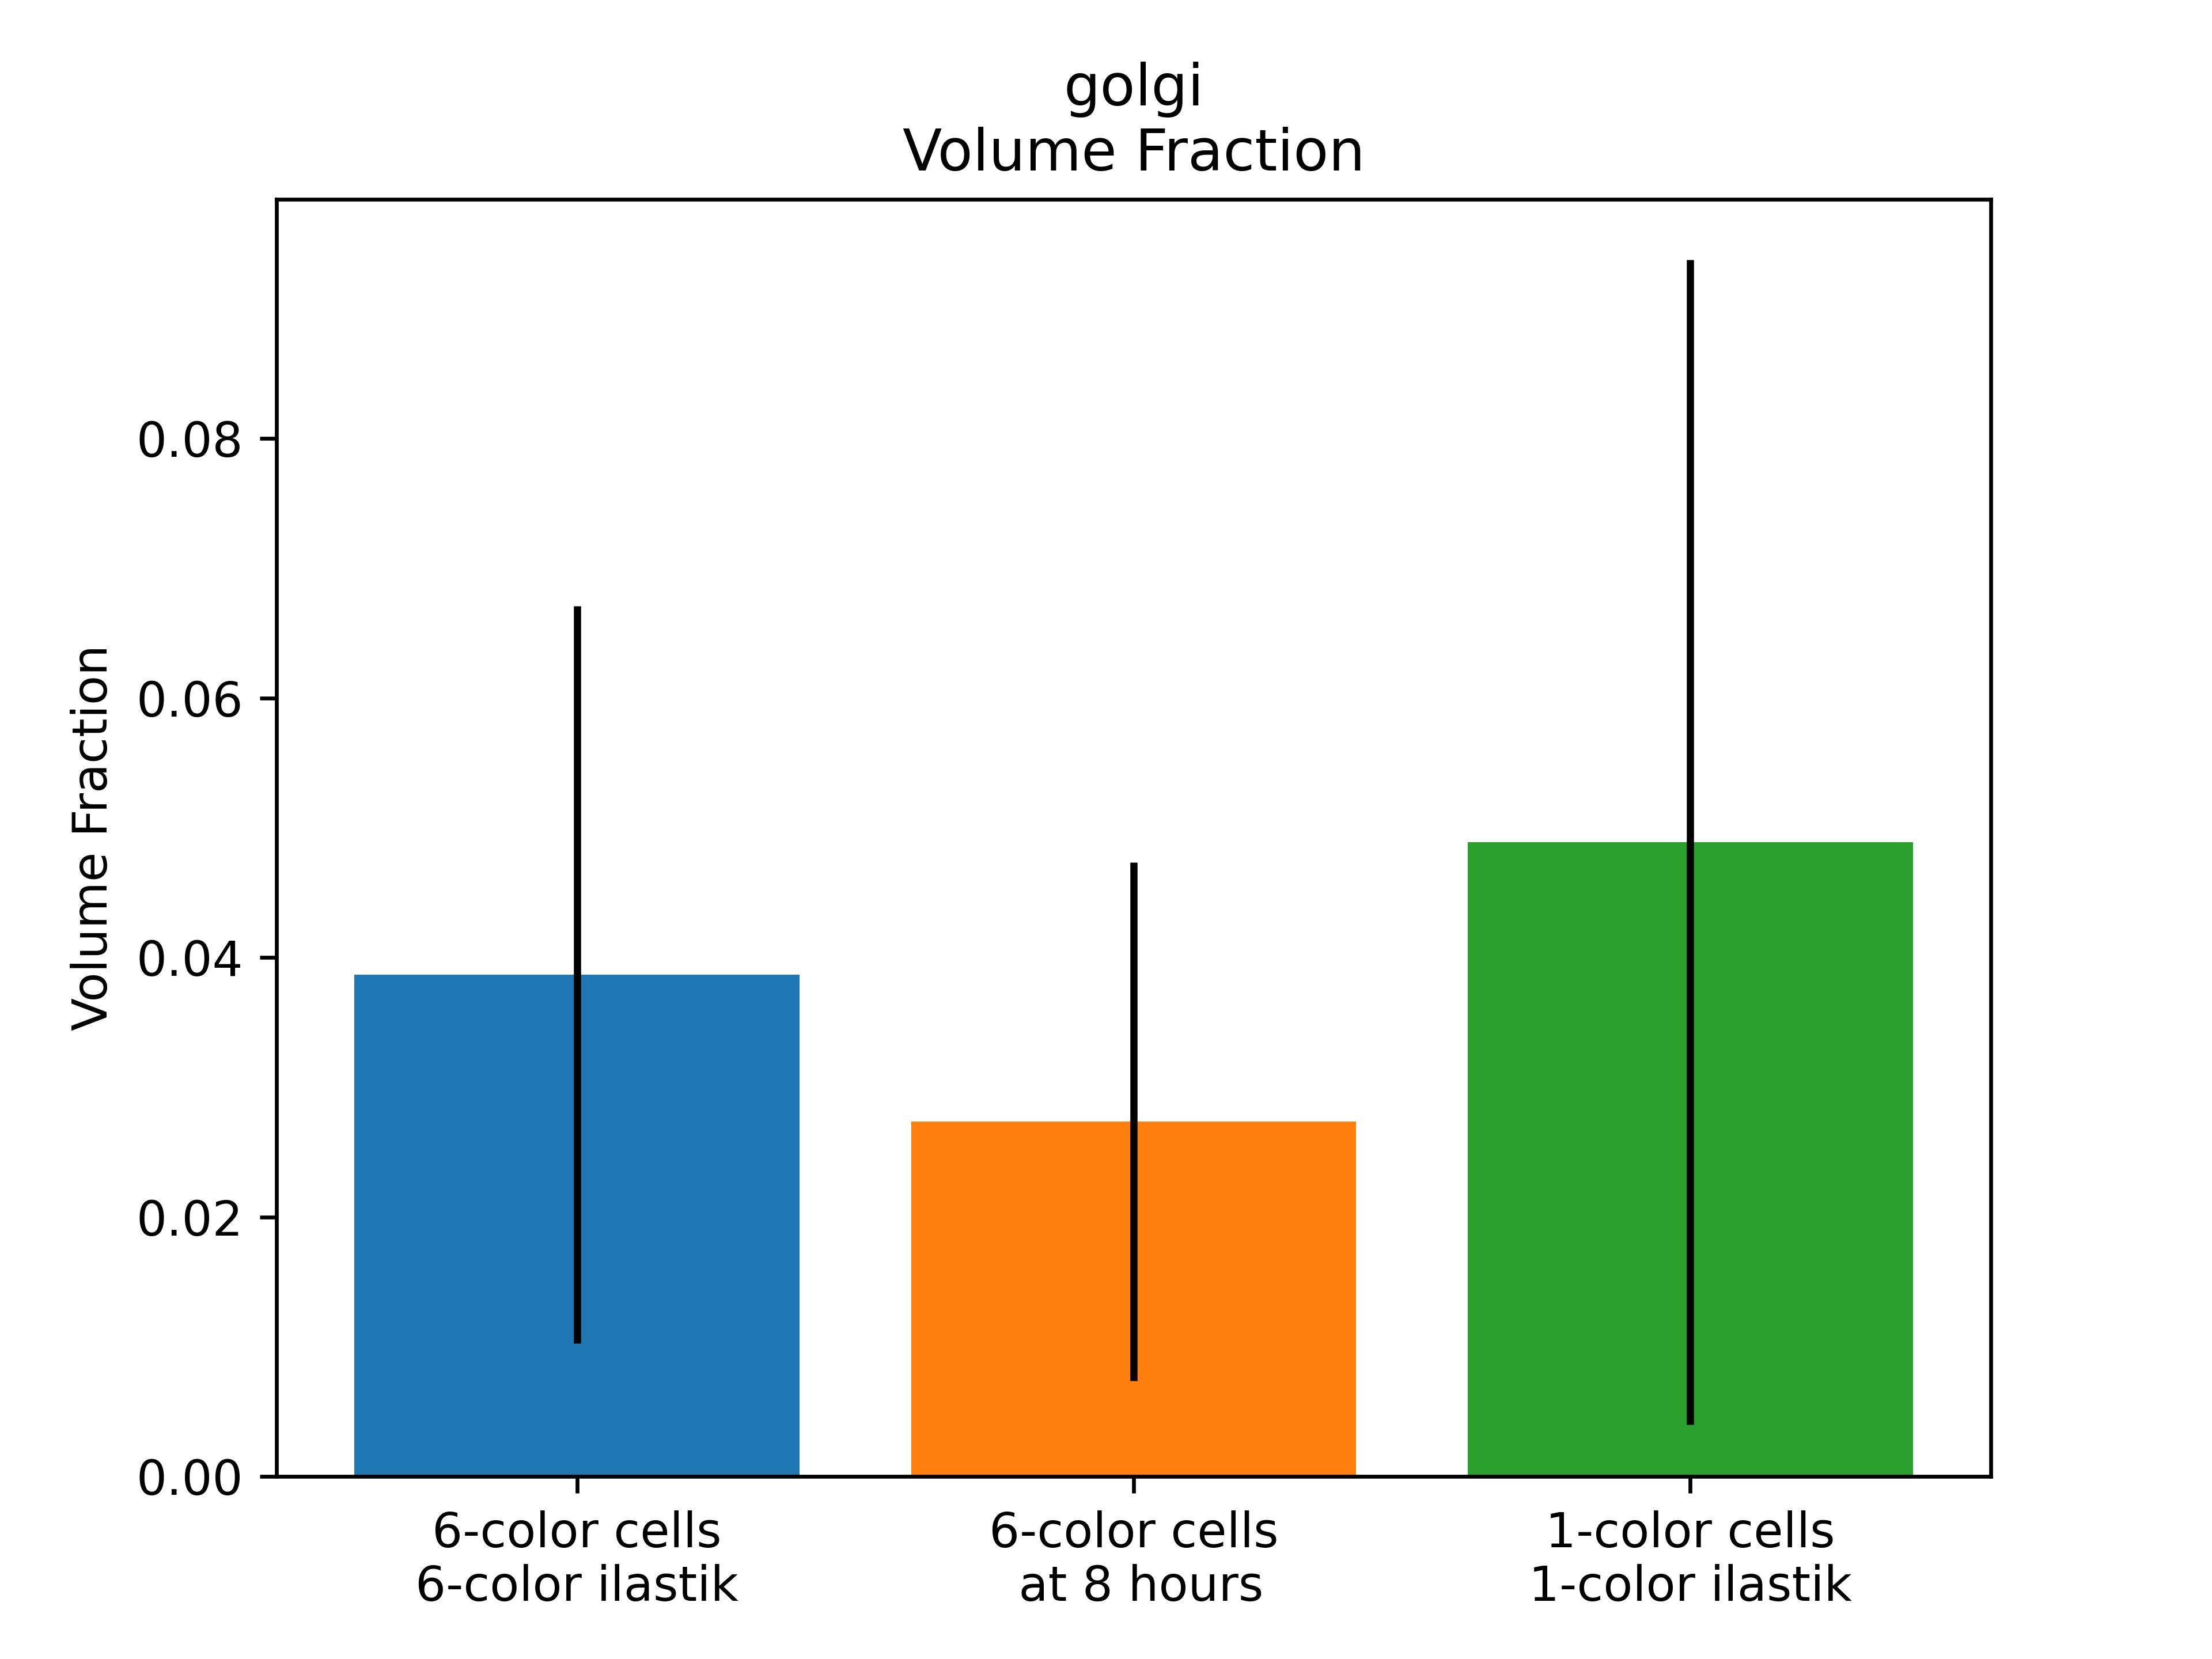 golgi
Volume Fraction
Volume Fraction
0.08
0.06
0.04
0.02
0.00
6-color cells
6-color ilastik
6-color cells
at 8 hours
1-color cells
1-color ilastik